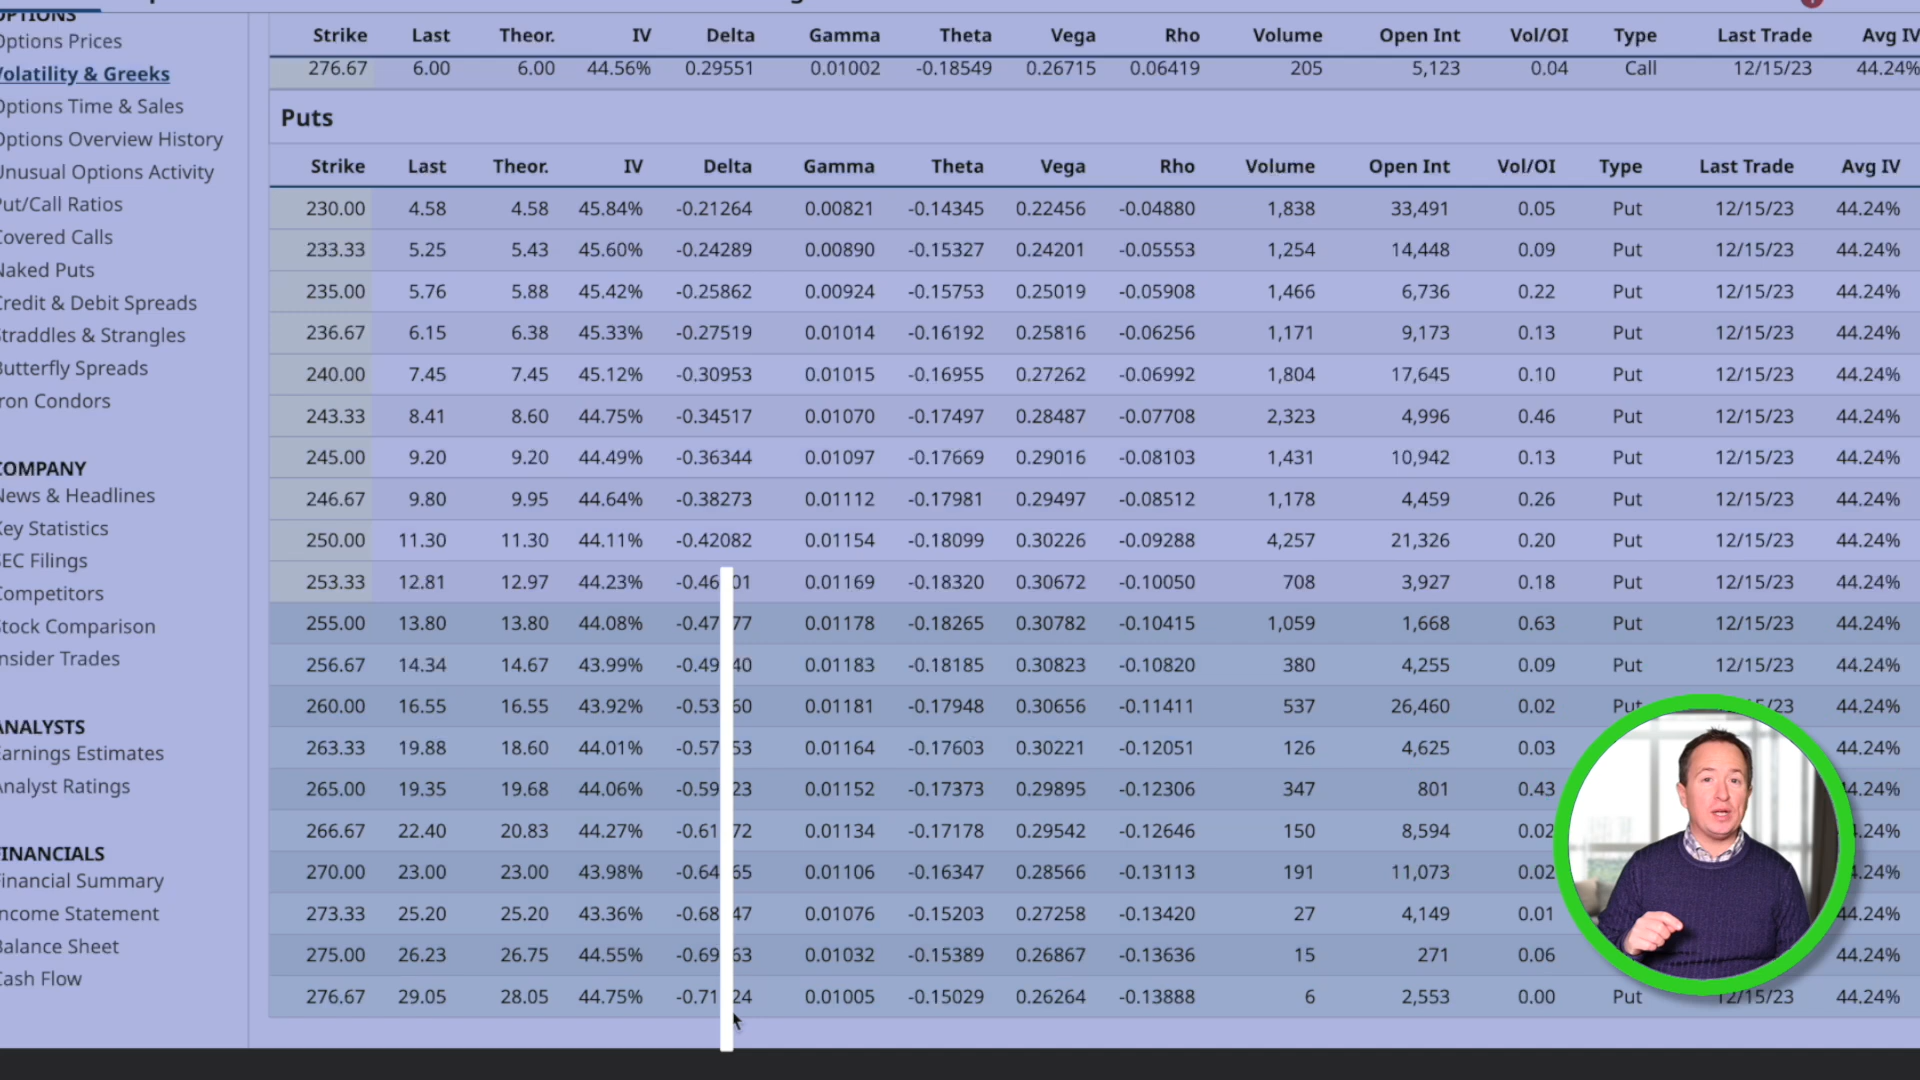 OPTIONS
Options Prices
Volatility & Greeks
Options Time & Sales
Options Overview History
Unusual Options Activity
Put/Call Ratios
Covered Calls
Naked Puts
Credit & Debit Spreads
Straddles & Strangles
Butterfly Spreads
Iron Condors
COMPANY
News & Headlines
Key Statistics
SEC Filings
Competitors
Stock Comparison
Insider Trades
ANALYSTS
Earnings Estimates
Analyst Ratings
FINANCIALS
Financial Summary
Income Statement
Balance Sheet
Cash Flow
Strike Last Theor. IV Delta Gamma Theta Vega Rho Volume Open Int Vol/OI Type Last Trade Avg IV
276.67 6.00 6.00 44.56% 0.29551 0.01002 -0.18549 0.26715 0.06419 205 5,123 0.04 Call 12/15/23 44.24%
Puts
Strike Last Theor. IV Delta Gamma Theta Vega Rho Volume Open Int Vol/OI Type Last Trade Avg IV
230.00 4.58 4.58 45.84% -0.21264 0.00821 -0.14345 0.22456 -0.04880 1,838 33,491 0.05 Put 12/15/23 44.24%
233.33 5.25 5.43 45.60% -0.24289 0.00890 -0.15327 0.24201 -0.05553 1,254 14,448 0.09 Put 12/15/23 44.24%
235.00 5.76 5.88 45.42% -0.25862 0.00924 -0.15753 0.25019 -0.05908 1,466 6,736 0.22 Put 12/15/23 44.24%
236.67 6.15 6.38 45.33% -0.27519 0.01014 -0.16192 0.25816 -0.06256 1,171 9,173 0.13 Put 12/15/23 44.24%
240.00 7.45 7.45 45.12% -0.30953 0.01015 -0.16955 0.27262 -0.06992 1,804 17,645 0.10 Put 12/15/23 44.24%
243.33 8.41 8.60 44.75% -0.34517 0.01070 -0.17497 0.28487 -0.07708 2,323 4,996 0.46 Put 12/15/23 44.24%
245.00 9.20 9.20 44.49% -0.36344 0.01097 -0.17669 0.29016 -0.08103 1,431 10,942 0.13 Put 12/15/23 44.24%
246.67 9.80 9.95 44.64% -0.38273 0.01112 -0.17981 0.29497 -0.08512 1,178 4,459 0.26 Put 12/15/23 44.24%
250.00 11.30 11.30 44.11% -0.42082 0.01154 -0.18099 0.30226 -0.09288 4,257 21,326 0.20 Put 12/15/23 44.24%
253.33 12.81 12.97 44.23% 0.01169 -0.18320 0.30672 -0.10050 708 3,927 0.18 Put 12/15/23 44.24%
255.00 13.80 13.80 44.08% 0.01178 -0.18265 0.30782 -0.10415 1,059 1,668 0.63 Put 12/15/23 44.24%
256.67 14.34 14.67 43.99% 0.01183 -0.18185 0.30823 -0.10820 380 4,255 0.09 Put 12/15/23 44.24%
260.00 16.55 16.55 43.92% 0.01181 -0.17948 0.30656 -0.11411 537 26,460 0.02 Put 44.24%
263.33 19.88 18.60 44.01% 0.01164 -0.17603 0.30221 -0.12051 126 4,625 0.03 44.24%
265.00 19.35 19.68 44.06% 0.01152 -0.17373 0.29895 -0.12306 347 801 0.43
266.67 22.40 20.83 44.27% 0.01134 -0.17178 0.29542 -0.12646 150 8,594 0.02
270.00 23.00 23.00 43.98% 0.01106 -0.16347 0.28566 -0.13113 191 11,073 0.02
273.33 25.20 25.20 43.36% 0.01076 -0.15203 0.27258 -0.13420 27 4,149 0.01 44.24%
275.00 26.23 26.75 44.55% 0.01032 -0.15389 0.26867 -0.13636 15 271 0.06 44.24%
276.67 29.05 28.05 44.75% 0.01005 -0.15029 0.26264 -0.13888 6 2,553 0.00 Put 12/15/23 44.24%